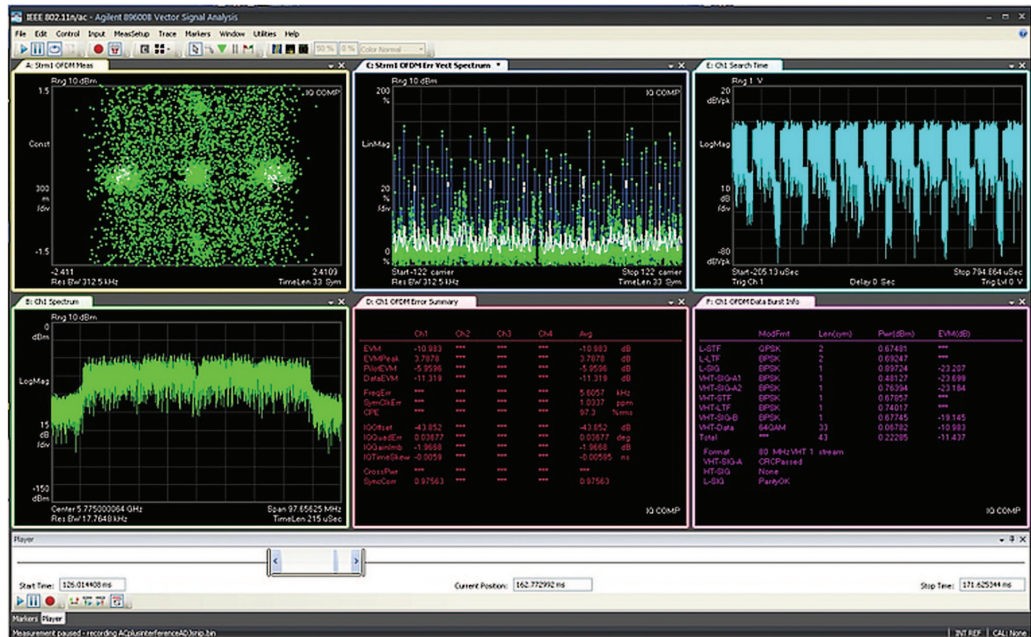 IEEE 802.11n/ac - Agilent 89600B Vector Signal Analysis
File Edit Control Input MeasSetup Trace Markers Window Utilities Help
50 % 0 % Color Normal
A: Strm1 OFDM Meas
Rng 10 dBm
1.5
IQ COMP
Const
300
m
/div
-1.5
-2.411 2.4109
Res BW 312.5 kHz TimeLen 33 Sym
C: Strm1 OFDM Err Vect Spectrum *
Rng 10 dBm
200
%
IQ COMP
LinMag
20
%
/div
0
%
Start -122 carrier Stop 122 carrier
Res BW 312.5 kHz TimeLen 33 Sym
E: Ch1 Search Time
Rng 1 V
20
dBVpk
LogMag
10
dB
/div
-80
dBVpk
Start -205.13 uSec Stop 794.864 uSec
Trig Ch1 Delay 0 Sec Trig Lvl 0 V
B: Ch1 Spectrum
Rng 10 dBm
0
dBm
LogMag
15
dB
/div
-150
dBm
Center 5.775000064 GHz Span 97.65625 MHz
Res BW 17.7648 kHz TimeLen 215 uSec
D: Ch1 OFDM Error Summary
Ch1 Ch2 Ch3 Ch4 Avg
EVM -10.983 *** *** *** -10.983 dB
EVMPeak 3.7878 *** *** *** 3.7878 dB
PilotEVM -5.9596 *** *** *** -5.9596 dB
DataEVM -11.319 *** *** *** -11.319 dB
FreqErr *** *** *** 5.6057 kHz
SymClkErr *** *** *** 1.0337 ppm
CPE *** *** *** 97.3 %rms
IQOffset -43.852 *** *** *** -43.852 dB
IQQuadErr 0.03877 *** *** *** 0.03877 deg
IQGainImb -1.9668 *** *** *** -1.9668 dB
IQTimeSkew -0.0059 *** *** *** -0.00595 ns
CrossPwr *** *** *** *** ***
SyncCorr 0.97563 *** *** *** 0.97563
IQ COMP
F: Ch1 OFDM Data Burst Info
ModFmt Len(sym) Pwr(dBm) EVM(dB)
L-STF QPSK 2 0.67481 ***
L-LTF BPSK 2 0.69247 ***
L-SIG BPSK 1 0.89724 -23.207
VHT-SIG-A1 BPSK 1 0.48127 -23.699
VHT-SIG-A2 BPSK 1 0.76394 -23.184
VHT-STF BPSK 1 0.67857 ***
VHT-LTF BPSK 1 0.74017 ***
VHT-SIG-B BPSK 1 0.67745 -19.145
VHT-Data 64QAM 33 0.06782 -10.983
Total *** 43 0.22285 -11.437
Format 80 MHz VHT 1 stream
VHT-SIG-A CRCPassed
HT-SIG None
L-SIG ParityOK
IQ COMP
Player
Start Time: 126.014408 ms Current Position: 162.772992 ms Stop Time: 171.625344 ms
Markers Player
Measurement paused - recording ACplusinterferenceADJsnip.bin INT REF CAL: None